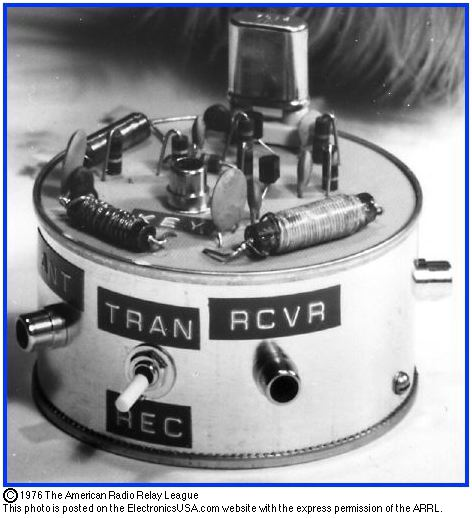 KEY
ANT
TRAN RCVR
REC
© 1976 The American Radio Relay League
This photo is posted on the ElectronicsUSA.com website with the express permission of the ARRL.